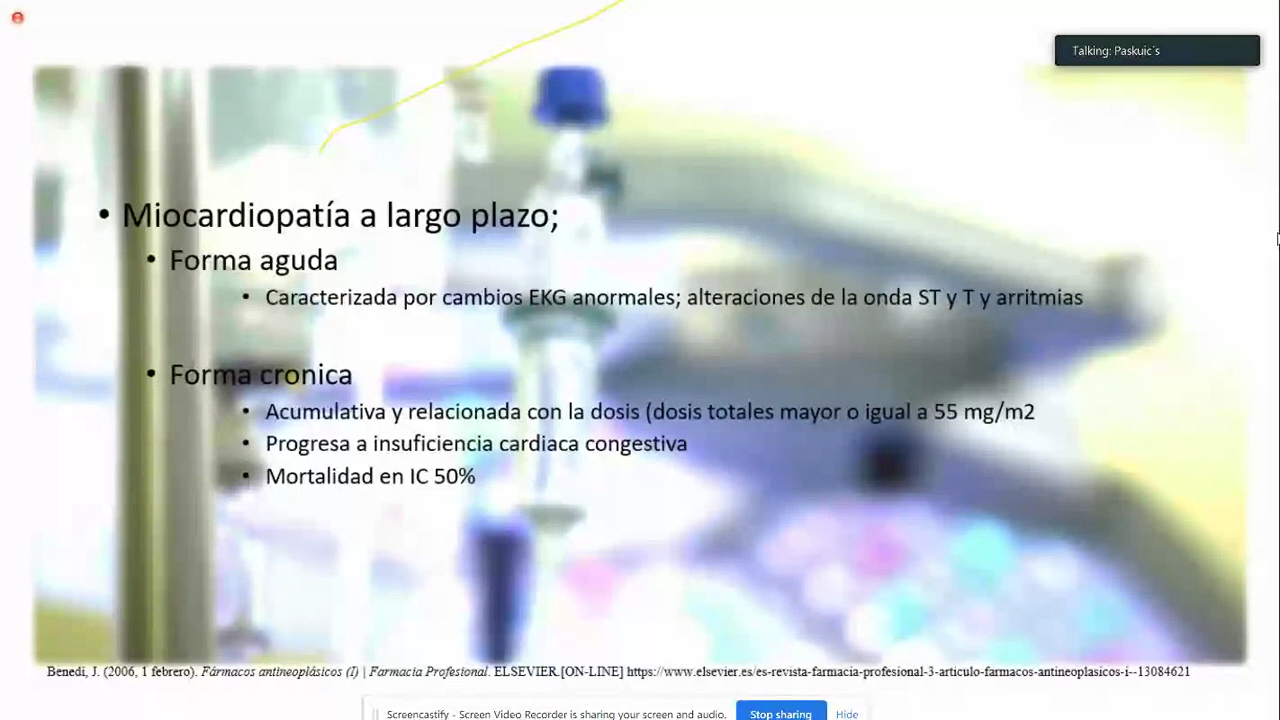 Talking: Paskuic´s
• Miocardiopatía a largo plazo;
• Forma aguda
• Caracterizada por cambios EKG anormales; alteraciones de la onda ST y T y arritmias
• Forma cronica
• Acumulativa y relacionada con la dosis (dosis totales mayor o igual a 55 mg/m2
• Progresa a insuficiencia cardiaca congestiva
• Mortalidad en IC 50%
Benedí, J. (2006, 1 febrero). Fármacos antineoplásicos (I) | Farmacia Profesional. ELSEVIER.[ON-LINE] https://www.elsevier.es/es-revista-farmacia-profesional-3-articulo-farmacos-antineoplasicos-i--13084621
Screencastify - Screen Video Recorder is sharing your screen and audio. Stop sharing Hide